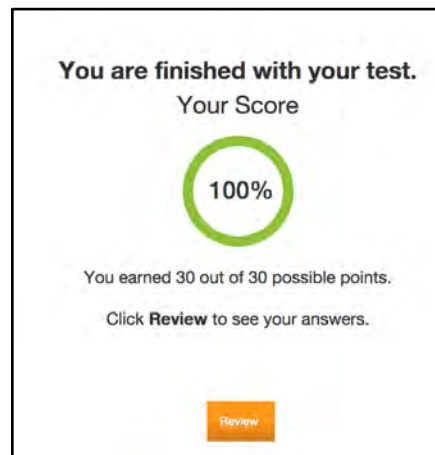 You are finished with your test.
Your Score
100%
You earned 30 out of 30 possible points.
Click Review to see your answers.
Review